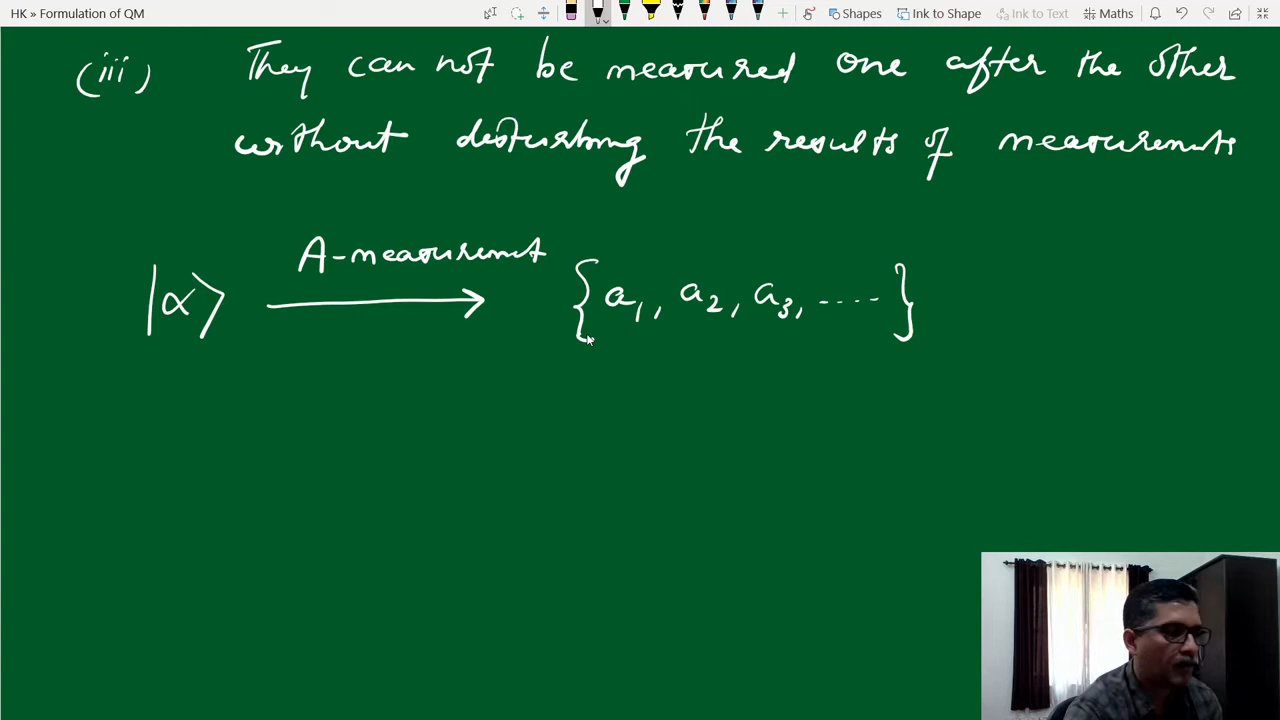 HK » Formulation of QM
Shapes Ink to Shape Ink to Text Maths
(iii) They can not be measured one after the other
without disturbing the results of measurements
A-measurement
|α⟩ ⟶ {a₁, a₂, a₃, ....}